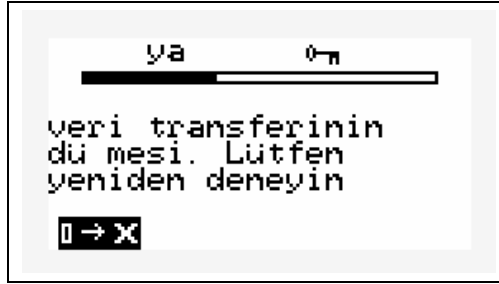 ya
veri transferinin
dü mesi. Lütfen
yeniden deneyin